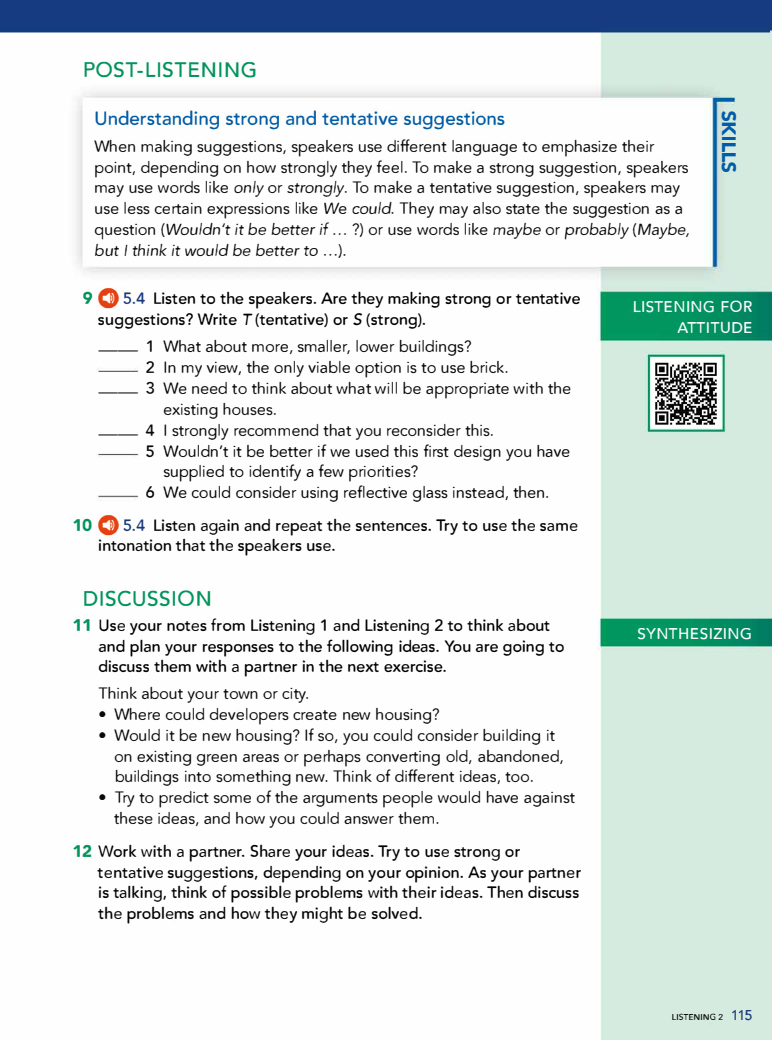 POST-LISTENING
Understanding strong and tentative suggestions
When making suggestions, speakers use different language to emphasize their
point, depending on how strongly they feel. To make a strong suggestion, speakers
may use words like only or strongly. To make a tentative suggestion, speakers may
use less certain expressions like We could. They may also state the suggestion as a
question (Wouldn't it be better if … ?) or use words like maybe or probably (Maybe,
but I think it would be better to …).
SKILLS
9 5.4 Listen to the speakers. Are they making strong or tentative
suggestions? Write T (tentative) or S (strong).
LISTENING FOR
ATTITUDE
_____ 1 What about more, smaller, lower buildings?
_____ 2 In my view, the only viable option is to use brick.
_____ 3 We need to think about what will be appropriate with the
existing houses.
_____ 4 I strongly recommend that you reconsider this.
_____ 5 Wouldn't it be better if we used this first design you have
supplied to identify a few priorities?
_____ 6 We could consider using reflective glass instead, then.
10 5.4 Listen again and repeat the sentences. Try to use the same
intonation that the speakers use.
DISCUSSION
11 Use your notes from Listening 1 and Listening 2 to think about
and plan your responses to the following ideas. You are going to
discuss them with a partner in the next exercise.
SYNTHESIZING
Think about your town or city.
• Where could developers create new housing?
• Would it be new housing? If so, you could consider building it
on existing green areas or perhaps converting old, abandoned,
buildings into something new. Think of different ideas, too.
• Try to predict some of the arguments people would have against
these ideas, and how you could answer them.
12 Work with a partner. Share your ideas. Try to use strong or
tentative suggestions, depending on your opinion. As your partner
is talking, think of possible problems with their ideas. Then discuss
the problems and how they might be solved.
LISTENING 2 115